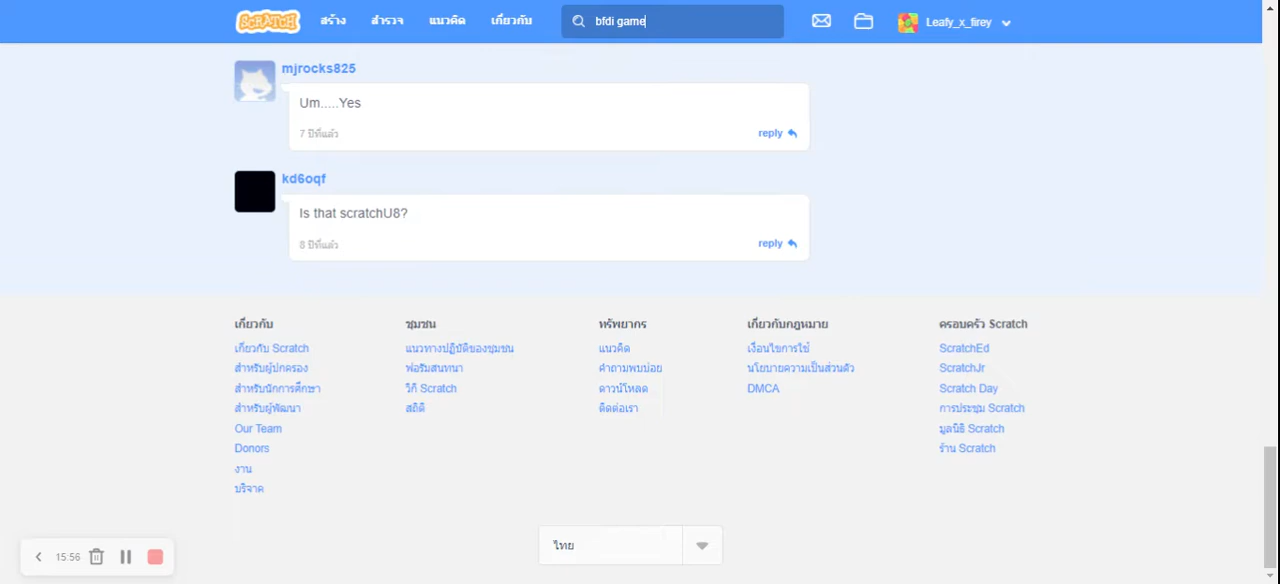 SCRATCH สร้าง สำรวจ แนวคิด เกี่ยวกับ bfdi game Leafy_x_firey
mjrocks825
Um.....Yes
7 ปีที่แล้ว reply
kd6oqf
Is that scratchU8?
8 ปีที่แล้ว reply
เกี่ยวกับ
เกี่ยวกับ Scratch
สำหรับผู้ปกครอง
สำหรับนักการศึกษา
สำหรับผู้พัฒนา
Our Team
Donors
งาน
บริจาค
ชุมชน
แนวทางปฏิบัติของชุมชน
ฟอรัมสนทนา
วิกิ Scratch
สถิติ
ทรัพยากร
แนวคิด
คำถามพบบ่อย
ดาวน์โหลด
ติดต่อเรา
เกี่ยวกับกฎหมาย
เงื่อนไขการใช้
นโยบายความเป็นส่วนตัว
DMCA
ครอบครัว Scratch
ScratchEd
ScratchJr
Scratch Day
การประชุม Scratch
มูลนิธิ Scratch
ร้าน Scratch
ไทย
15:56